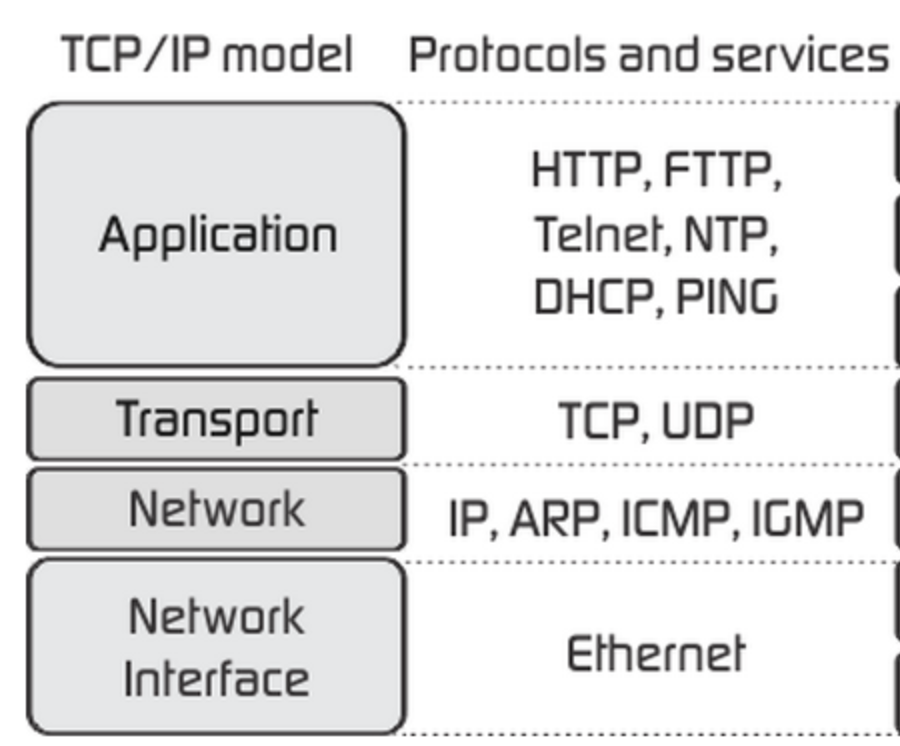 TCP/IP model Protocols and services
Application
HTTP, FTTP,
Telnet, NTP,
DHCP, PING
Transport
TCP, UDP
Network
IP, ARP, ICMP, IGMP
Network
Interface
Ethernet